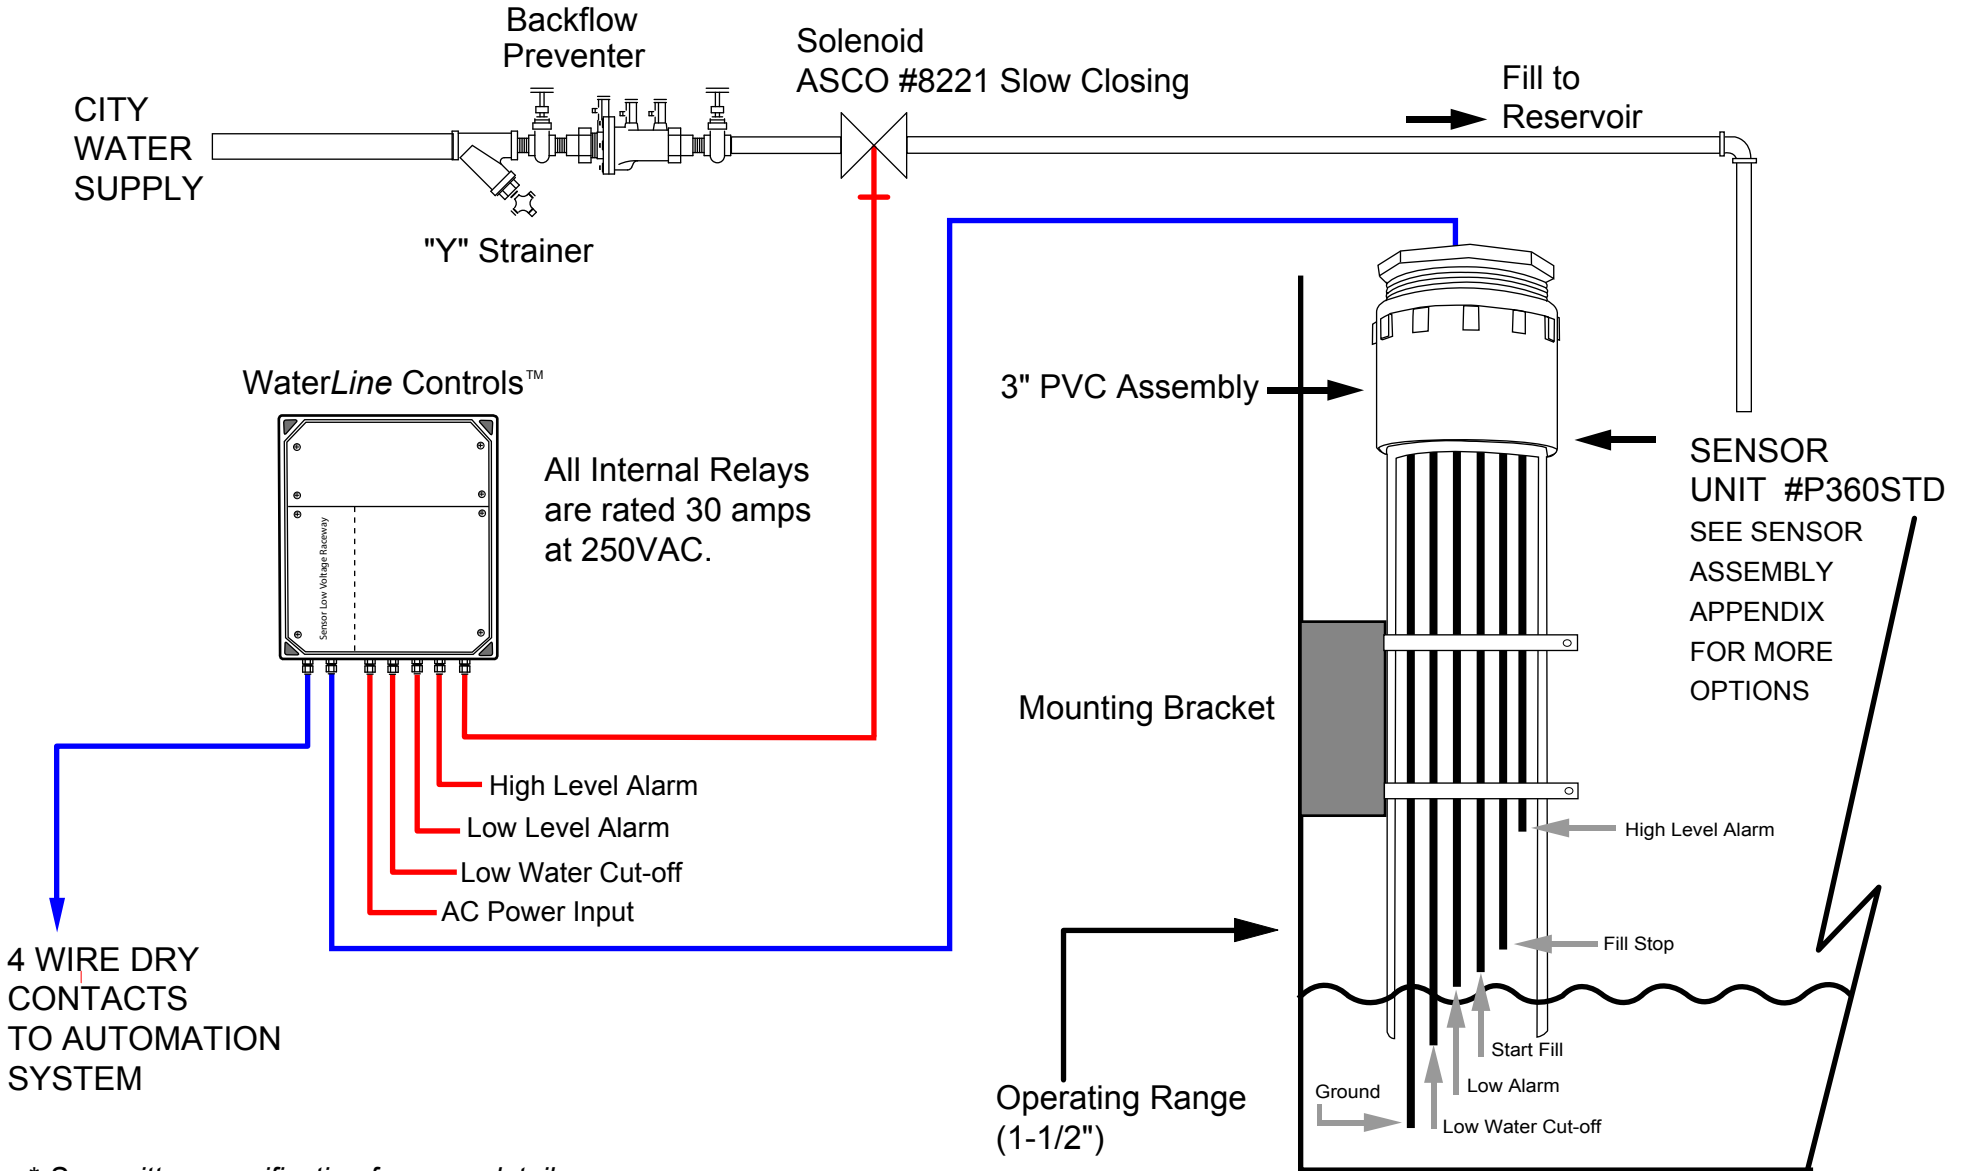 Backflow
Preventer
Solenoid
ASCO #8221 Slow Closing
Fill to
Reservoir
CITY
WATER
SUPPLY
"Y" Strainer
WaterLine Controls™
3" PVC Assembly
All Internal Relays
are rated 30 amps
at 250VAC.
Sensor Low Voltage Raceway
SENSOR
UNIT #P360STD
SEE SENSOR
ASSEMBLY
APPENDIX
FOR MORE
OPTIONS
Mounting Bracket
High Level Alarm
Low Level Alarm
Low Water Cut-off
AC Power Input
High Level Alarm
Fill Stop
4 WIRE DRY
CONTACTS
TO AUTOMATION
SYSTEM
Start Fill
Low Alarm
Ground
Low Water Cut-off
Operating Range
(1-1/2")